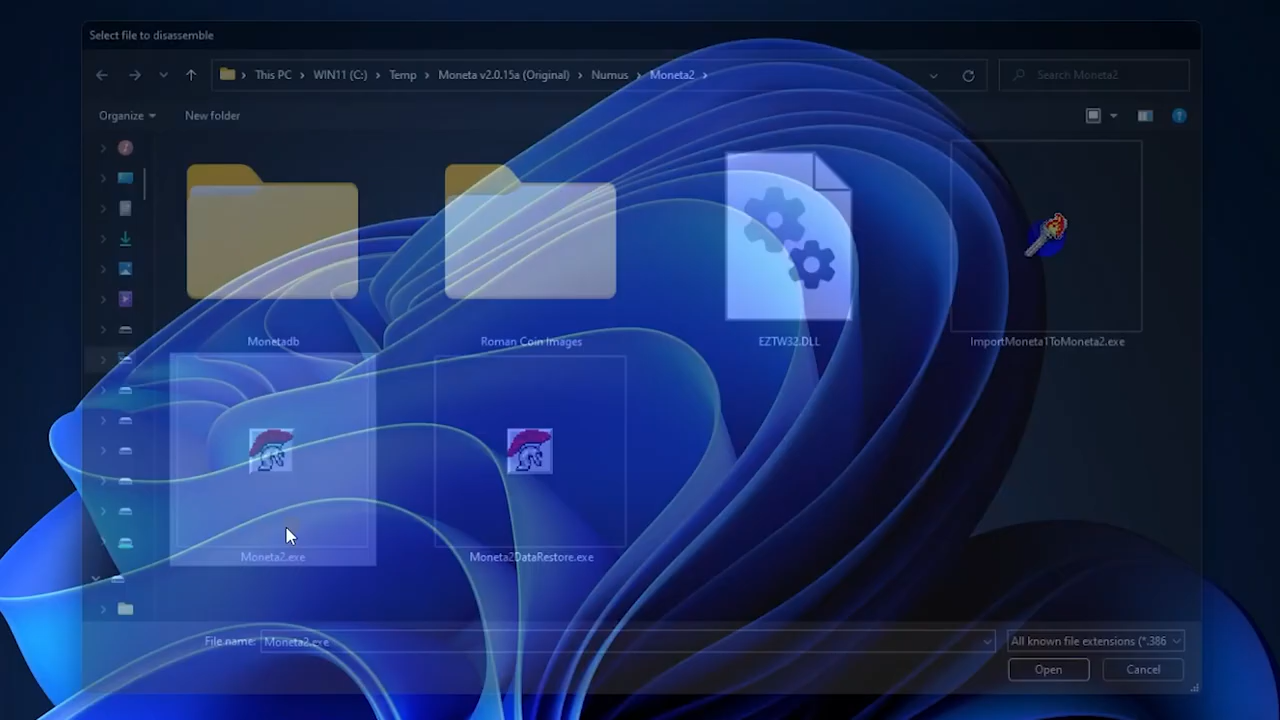 Select file to disassemble
This PC › WIN11 (C:) › Temp › Moneta v2.0.15a (Original) › Numus › Moneta2 ›
Search Moneta2
Organize
New folder
Monetadb
Roman Coin Images
EZTW32.DLL
ImportMoneta1ToMoneta2.exe
Moneta2.exe
Moneta2DataRestore.exe
File name:
Moneta2.exe
All known file extensions (*.386
Open
Cancel